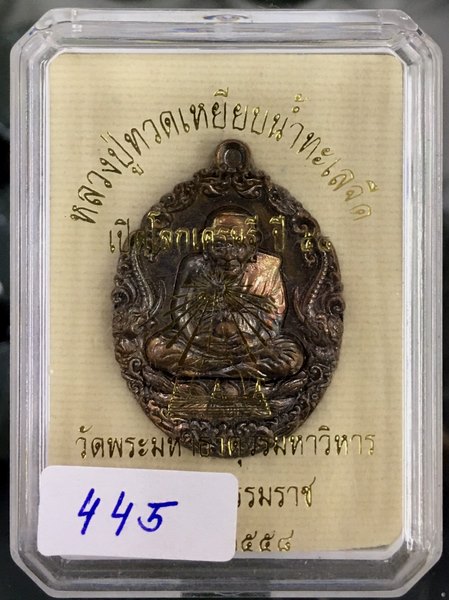 หลวงปู่ทวดเหยียบน้ำทะเลจืด
เปิดโลกเศรษฐี ปี ๕๘
วัดพระมหาธาตุวรมหาวิหาร
ธรรมราช
๒๕๕๘
445